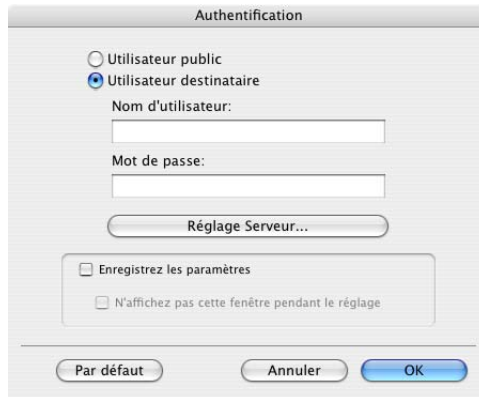 Authentification
Utilisateur public
Utilisateur destinataire
Nom d'utilisateur:
Mot de passe:
Réglage Serveur...
Enregistrez les paramètres
N'affichez pas cette fenêtre pendant le réglage
Par défaut Annuler OK